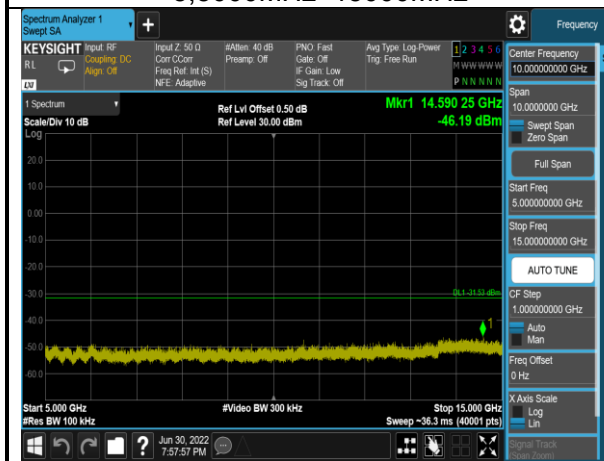 Spectrum Analyzer 1
Swept SA
+
Frequency
KEYSIGHT
RL
LXI
Input: RF
Coupling: DC
Align: Off
Input Z: 50 Ω
Corr CCorr
Freq Ref: Int (S)
NFE: Adaptive
#Atten: 40 dB
Preamp: Off
PNO: Fast
Gate: Off
IF Gain: Low
Sig Track: Off
Avg Type: Log-Power
Trig: Free Run
1 2 3 4 5 6
M W W W W W
P N N N N N
1 Spectrum
Scale/Div 10 dB
Ref Lvl Offset 0.50 dB
Ref Level 30.00 dBm
Mkr1 14.590 25 GHz
-46.19 dBm
Log
20.0
10.0
0.00
-10.0
-20.0
-30.0
-40.0
-50.0
-60.0
DL1 -31.53 dBm
1
Start 5.000 GHz
#Res BW 100 kHz
#Video BW 300 kHz
Stop 15.000 GHz
Sweep ~36.3 ms (40001 pts)
Jun 30, 2022
7:57:57 PM
?
Center Frequency
10.000000000 GHz
Span
10.0000000 GHz
Swept Span
Zero Span
Full Span
Start Freq
5.000000000 GHz
Stop Freq
15.000000000 GHz
AUTO TUNE
CF Step
1.000000000 GHz
Auto
Man
Freq Offset
0 Hz
X Axis Scale
Log
Lin
Signal Track
(Span Zoom)